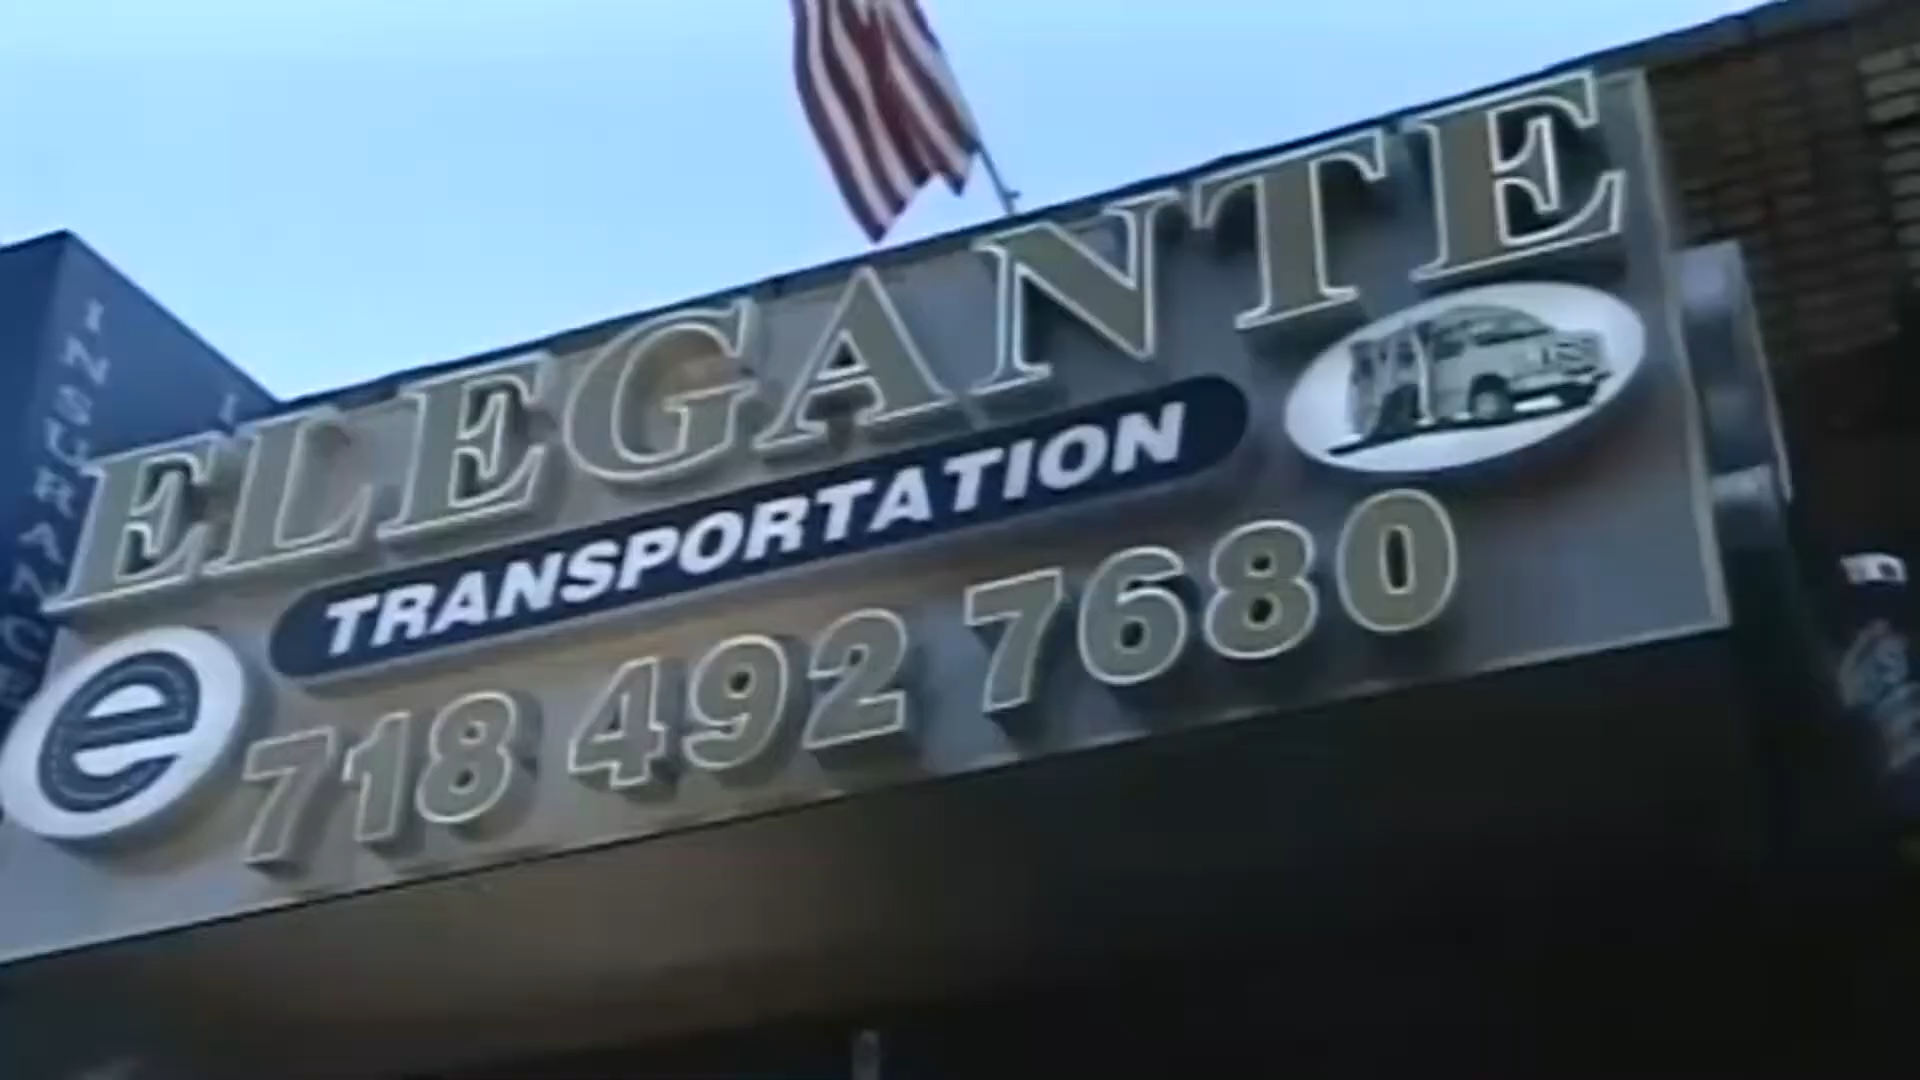 INSURANCE
ELEGANTE
TRANSPORTATION
e
718 492 7680